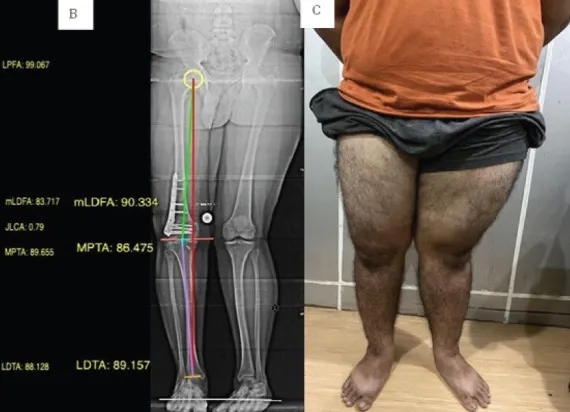 B
C
LPFA: 99.067
mLDFA: 83.717
mLDFA: 90.334
JLCA: 0.79
MPTA: 89.655
MPTA: 86.475
LDTA: 88.128
LDTA: 89.157